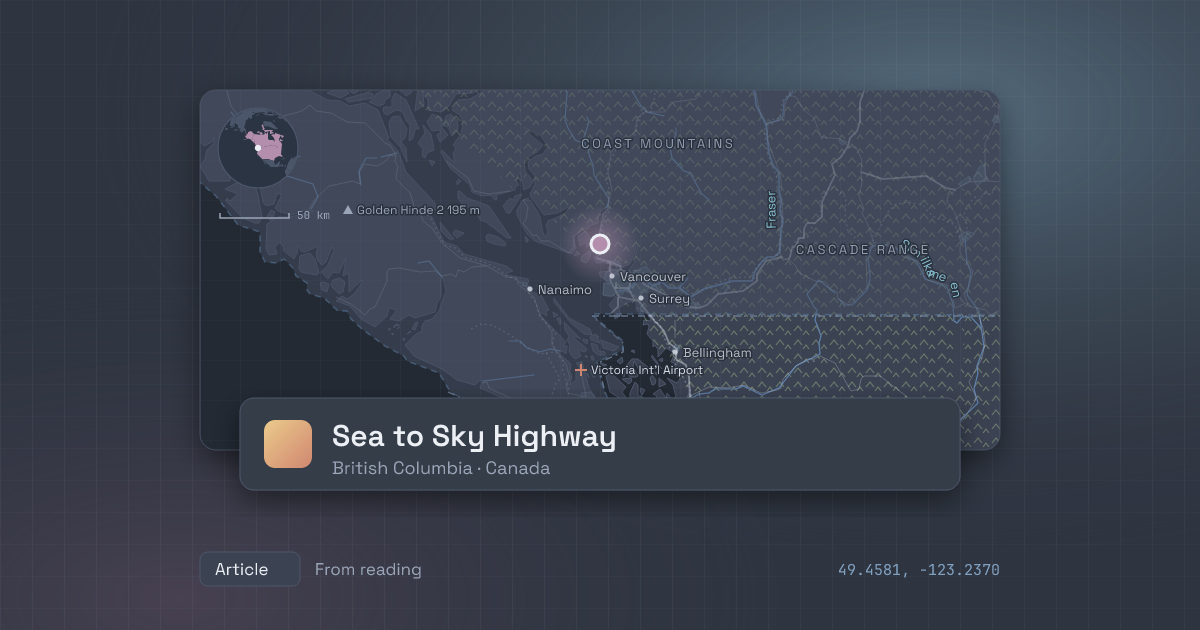 COAST MOUNTAINS
Fraser
50 km
Golden Hinde 2 195 m
CASCADE RANGE
Vancouver
Nanaimo
Surrey
Bellingham
Victoria Int'l Airport
Sea to Sky Highway
British Columbia · Canada
Article
From reading
49.4581, -123.2370